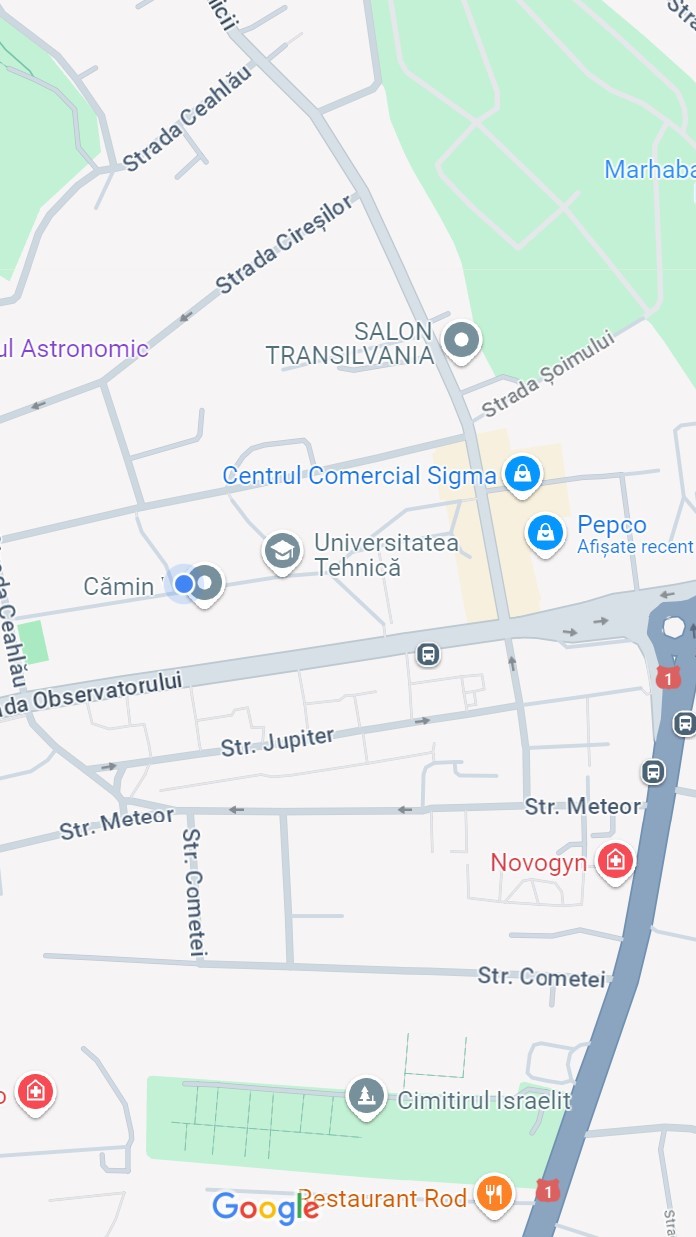 Strada Ceahlău
Marhaba
Strada Cireșilor
SALON
TRANSILVANIA
ul Astronomic
Strada Șoimului
Centrul Comercial Sigma
Pepco
Afișate recent
Universitatea
Tehnică
Cămin
Strada Ceahlău
1
Observatorului
Str. Jupiter
Str. Meteor
Str. Meteor
Str. Cometei
Novogyn
Str. Cometei
Cimitirul Israelit
Restaurant Rod
1
Google